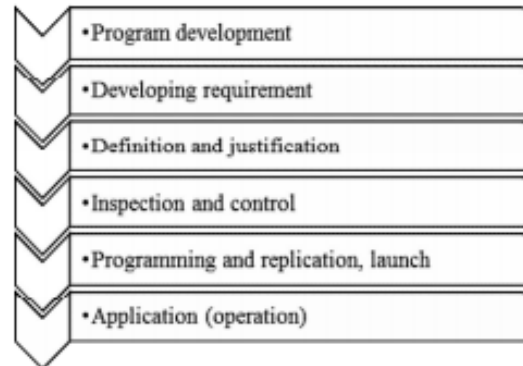 •Program development
•Developing requirement
•Definition and justification
•Inspection and control
•Programming and replication, launch
•Application (operation)